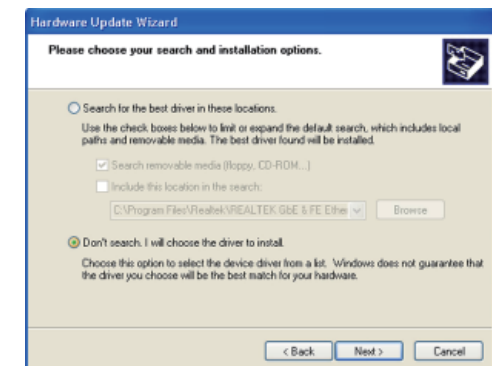 Hardware Update Wizard
Please choose your search and installation options.
Search for the best driver in these locations.
Use the check boxes below to limit or expand the default search, which includes local
paths and removable media. The best driver found will be installed.
Search removable media (floppy, CD-ROM...)
Include this location in the search:
C:\Program Files\Realtek\REALTEK GbE & FE Ether
Browse
Don't search. I will choose the driver to install.
Choose this option to select the device driver from a list. Windows does not guarantee that
the driver you choose will be the best match for your hardware.
< Back
Next >
Cancel